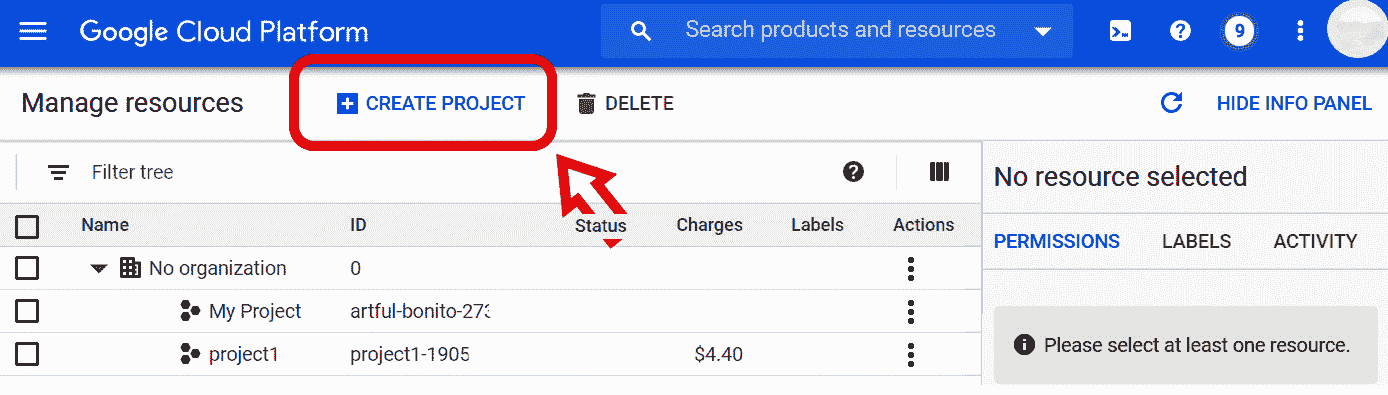 Google Cloud Platform
Search products and resources
9
Manage resources
CREATE PROJECT
DELETE
HIDE INFO PANEL
Filter tree
No resource selected
Name ID Status Charges Labels Actions
PERMISSIONS LABELS ACTIVITY
No organization 0
My Project artful-bonito-273
project1 project1-1905 $4.40
Please select at least one resource.